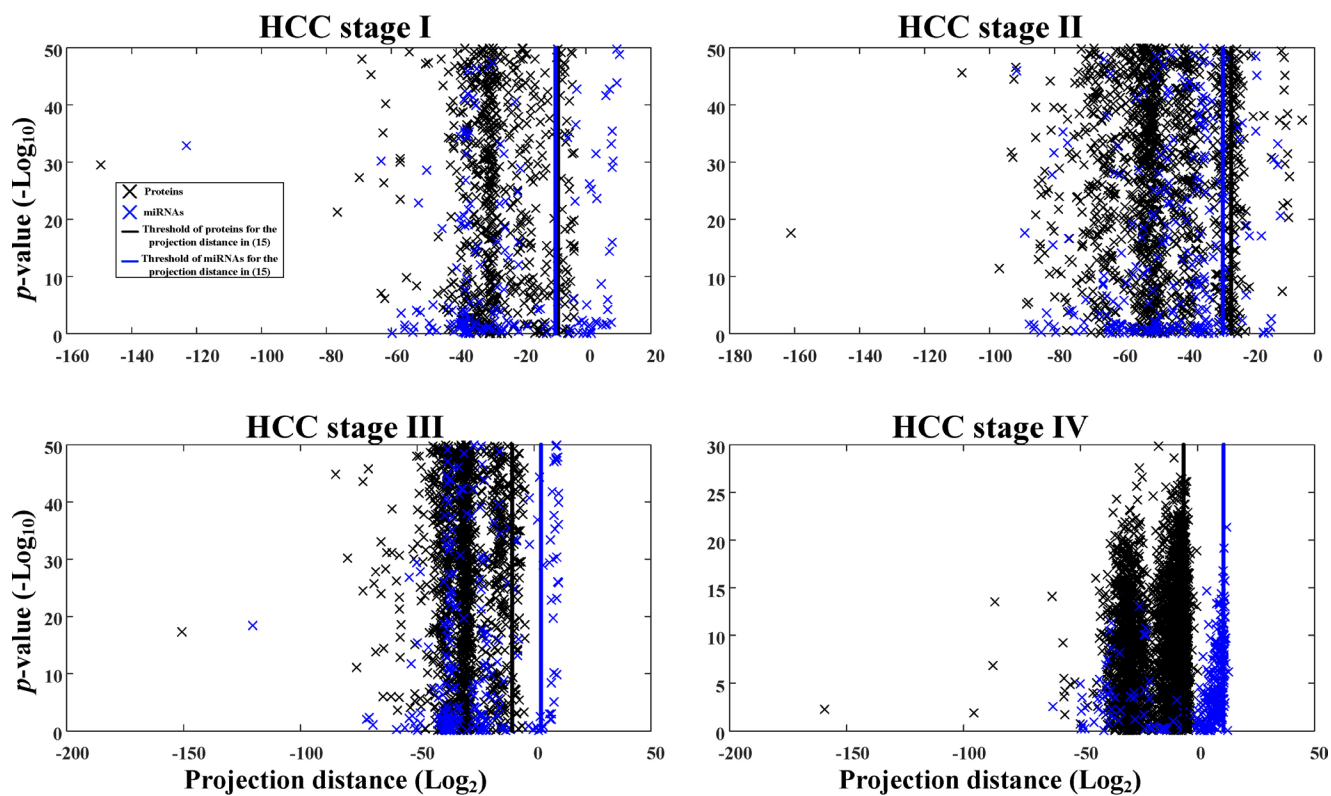 HCC stage I
HCC stage II
50
40
30
20
10
0
p-value (-Log10)
Proteins
miRNAs
Threshold of proteins for the
projection distance in (15)
Threshold of miRNAs for the
projection distance in (15)
-160 -140 -120 -100 -80 -60 -40 -20 0 20
50
40
30
20
10
0
-180 -160 -140 -120 -100 -80 -60 -40 -20 0
HCC stage III
HCC stage IV
50
40
30
20
10
0
p-value (-Log10)
-200 -150 -100 -50 0 50
Projection distance (Log2)
30
25
20
15
10
5
0
-200 -150 -100 -50 0 50
Projection distance (Log2)